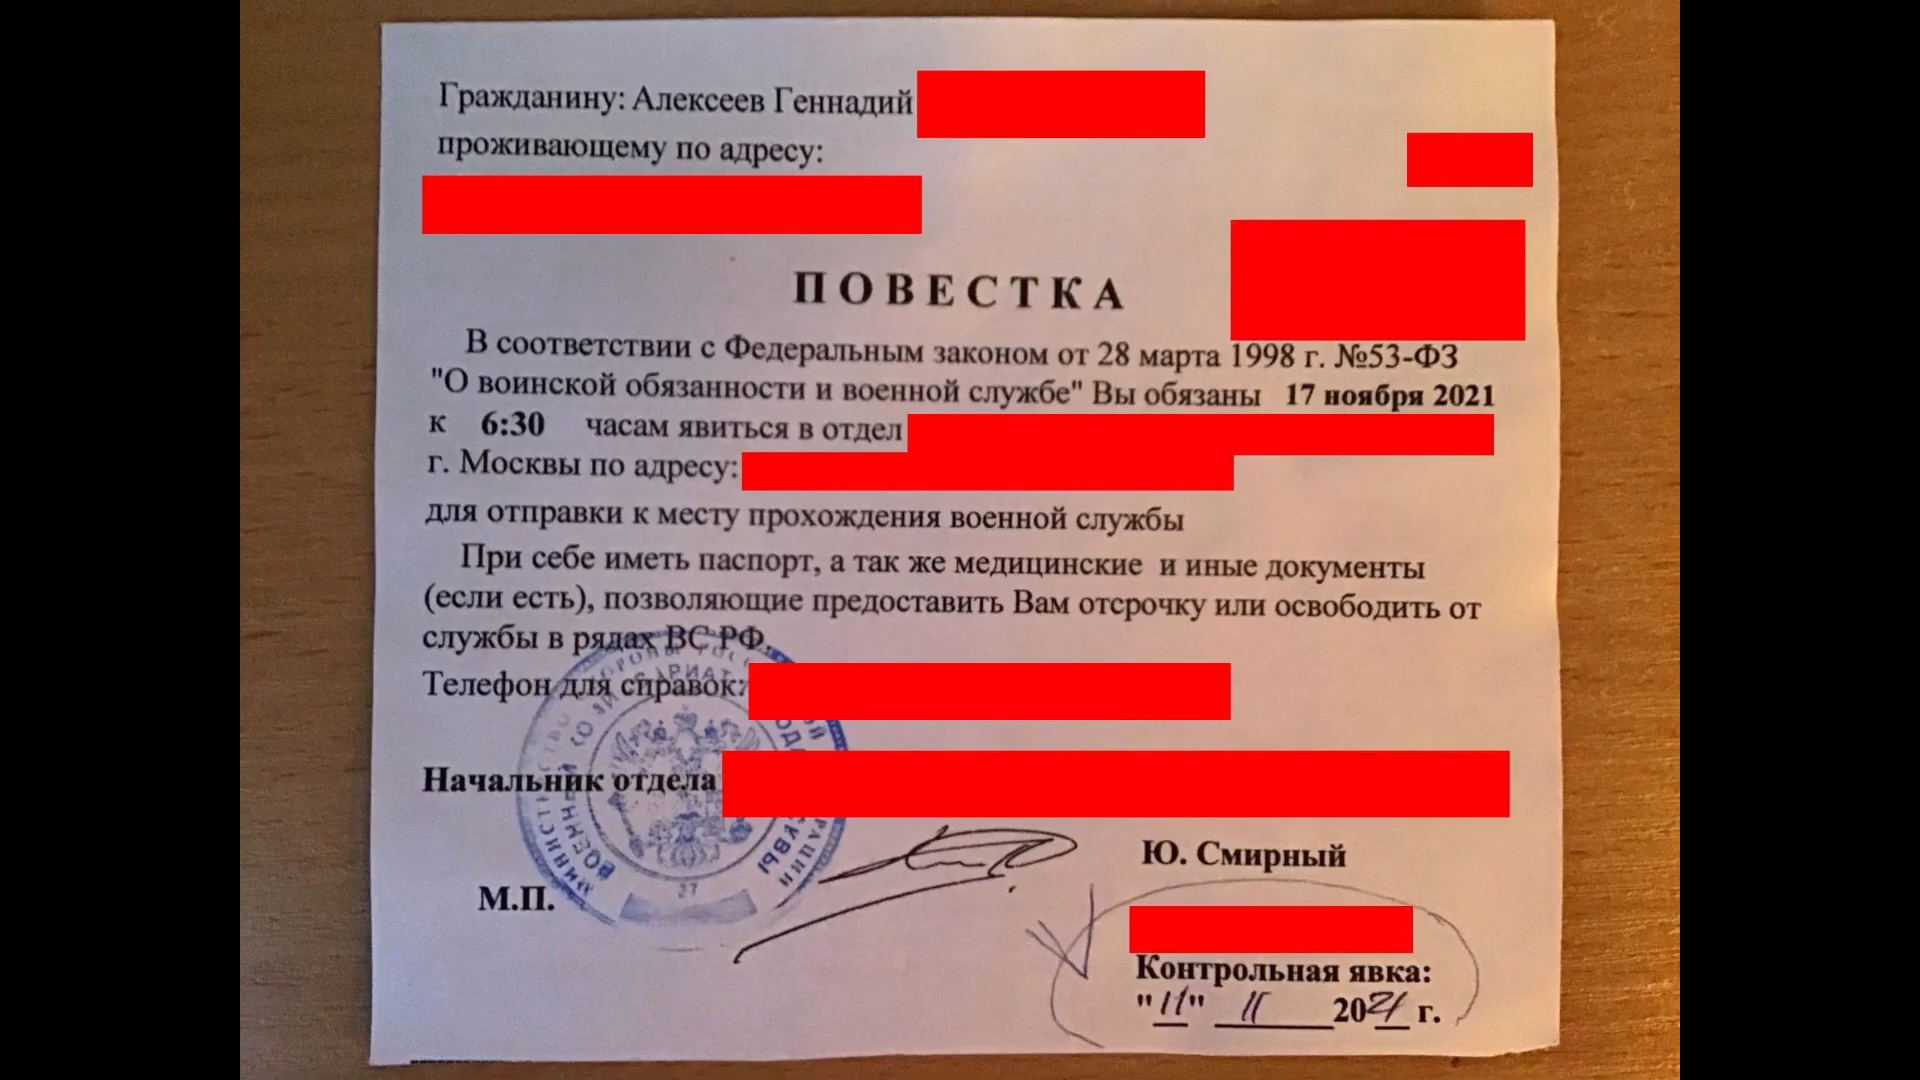 Гражданину: Алексеев Геннадий
проживающему по адресу:
ПОВЕСТКА
В соответствии с Федеральным законом от 28 марта 1998 г. №53-ФЗ
"О воинской обязанности и военной службе" Вы обязаны 17 ноября 2021
к 6:30 часам явиться в отдел
г. Москвы по адресу:
для отправки к месту прохождения военной службы
При себе иметь паспорт, а так же медицинские и иные документы
(если есть), позволяющие предоставить Вам отсрочку или освободить от
службы в рядах ВС РФ.
Телефон для справок:
Начальник отдела
Ю. Смирный
М.П.
Контрольная явка:
"11" 11 2021 г.